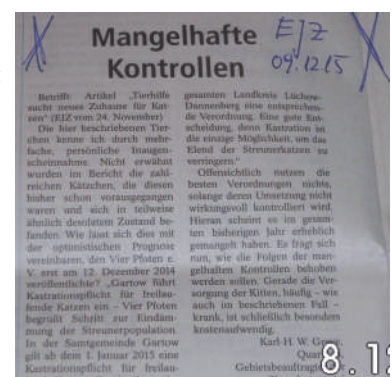 EJZ
09.12.15
Mangelhafte
Kontrollen
Betrifft: Artikel „Tierhilfe
sucht neues Zuhause für Kat-
zen“ (EJZ vom 24. November)
Die hier beschriebenen Tier-
chen kenne ich durch mehr-
fache, persönliche Inaugen-
scheinnahme. Nicht erwähnt
wurden im Bericht die zahl-
reichen Kätzchen, die diesen
bisher schon vorausgegangen
waren und sich in teilweise
ähnlich desolatem Zustand be-
fanden. Wie lässt sich dies mit
der optimistischen Prognose
vereinbaren, den Vier Pfoten e.
V. erst am 12. Dezember 2014
veröffentlichte? „Gartow führt
Kastrationspflicht für freilau-
fende Katzen ein – Vier Pfoten
begrüßt Schritt zur Eindäm-
mung der Streunerpopulation.
In der Samtgemeinde Gartow
gilt ab dem 1. Januar 2015 eine
Kastrationspflicht für freilau-
gesamten Landkreis Lüchow-
Dannenberg eine entsprechen-
de Verordnung. Eine gute Ent-
scheidung, denn Kastration ist
die einzige Möglichkeit, um das
Elend der Streunerkatzen zu
verringern.“
Offensichtlich nutzen die
besten Verordnungen nichts,
solange deren Umsetzung nicht
wirkungsvoll kontrolliert wird.
Hieran scheint es im gesam-
ten bisherigen Jahr erheblich
gemangelt haben. Es fragt sich
nun, wie die Folgen der man-
gelhaften Kontrollen behoben
werden sollen. Gerade die Ver-
sorgung der Kitten, häufig – wie
auch im beschriebenen Fall –
krank, ist schließlich besonders
kostenaufwendig.
Karl-H. W.
Gebietsbeauftragter
8.1